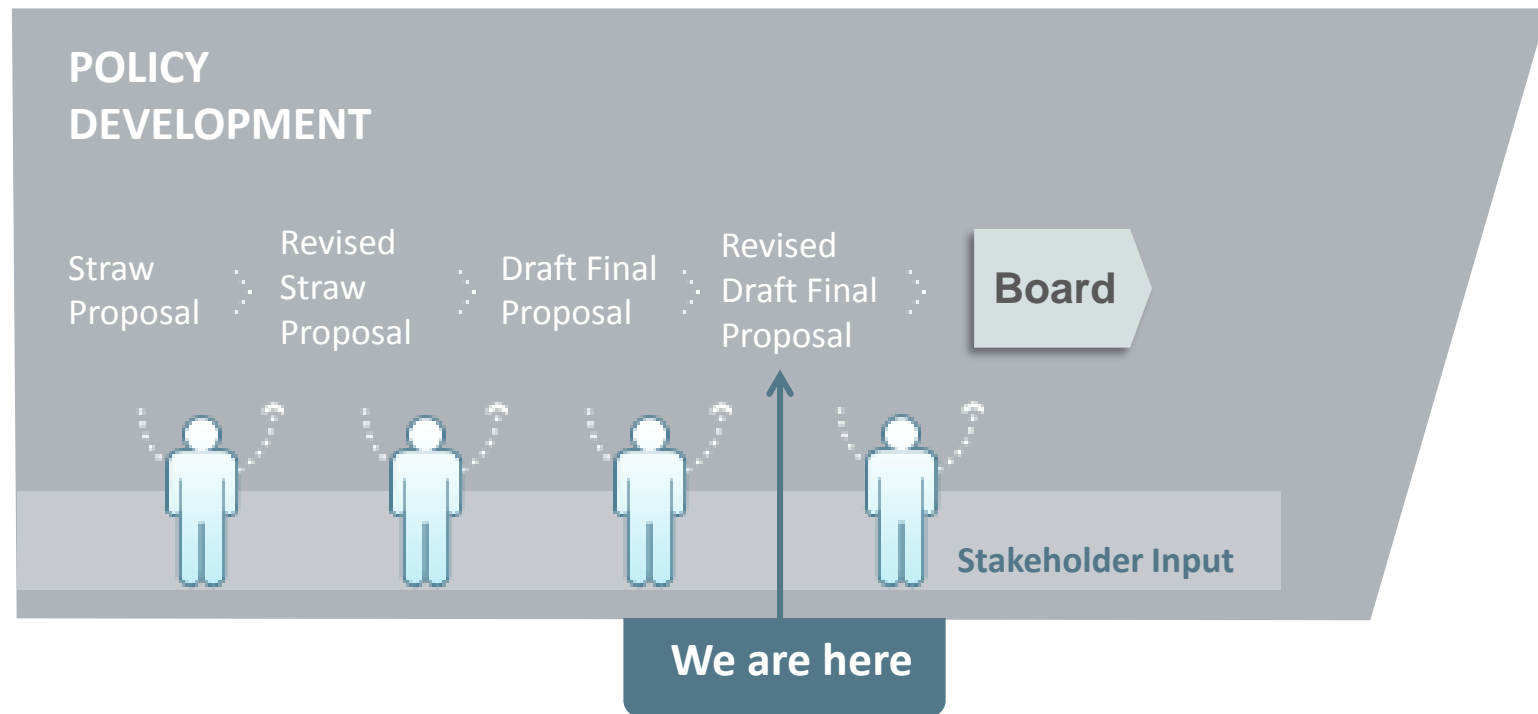 POLICY
DEVELOPMENT
Straw
Proposal
Revised
Straw
Proposal
Draft Final
Proposal
Revised
Draft Final
Proposal
Board
Stakeholder Input
We are here